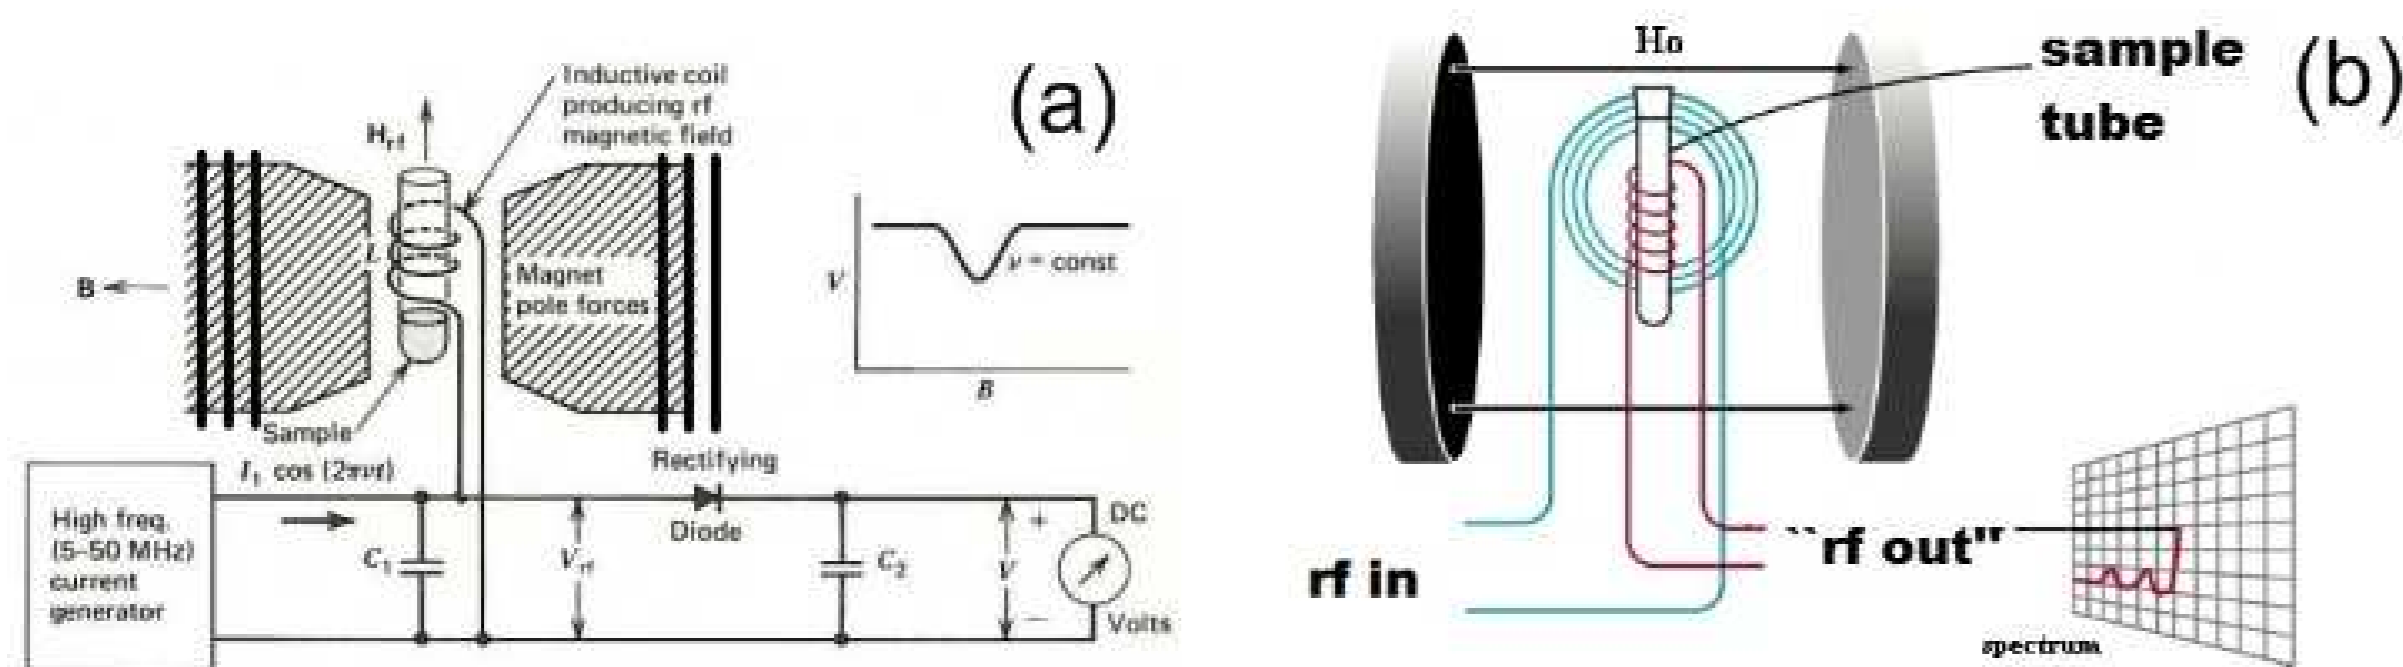 (a)
Inductive coil
producing rf
magnetic field
H_rf
L
B
Magnet
pole forces
Sample
V
ν = const
B
I₁ cos (2πνt)
High freq.
(5-50 MHz)
current
generator
C₁
V_rf
Rectifying
Diode
C₂
V
+
−
DC
Volts
(b)
H₀
sample
tube
rf in
``rf out"
spectrum